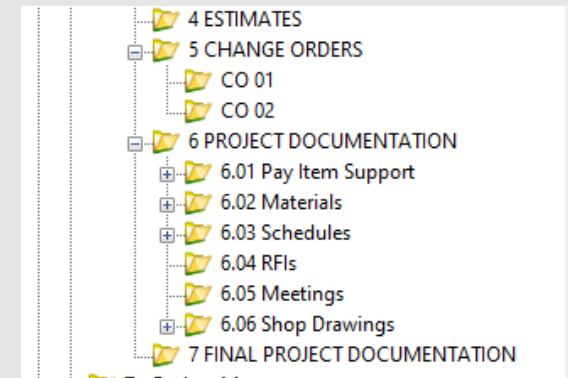 4 ESTIMATES
5 CHANGE ORDERS
CO 01
CO 02
6 PROJECT DOCUMENTATION
6.01 Pay Item Support
6.02 Materials
6.03 Schedules
6.04 RFIs
6.05 Meetings
6.06 Shop Drawings
7 FINAL PROJECT DOCUMENTATION